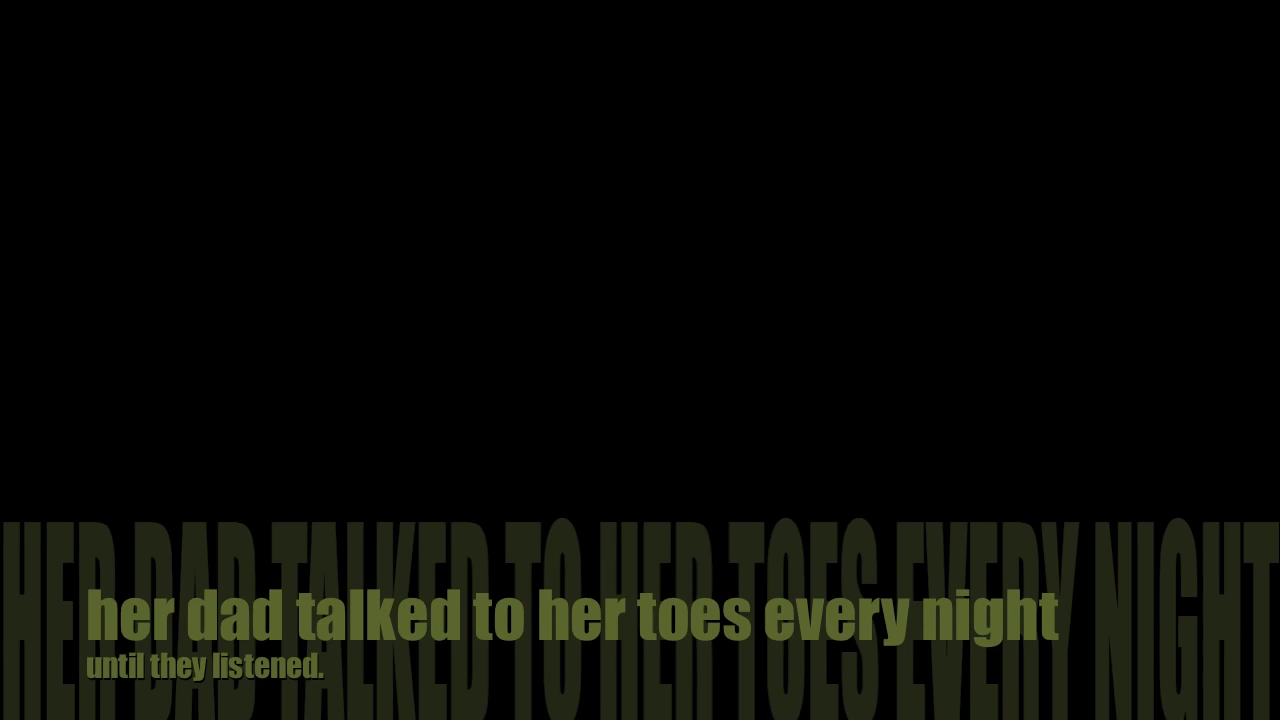 HER DAD TALKED TO HER TOES EVERY NIGHT
her dad talked to her toes every night
until they listened.